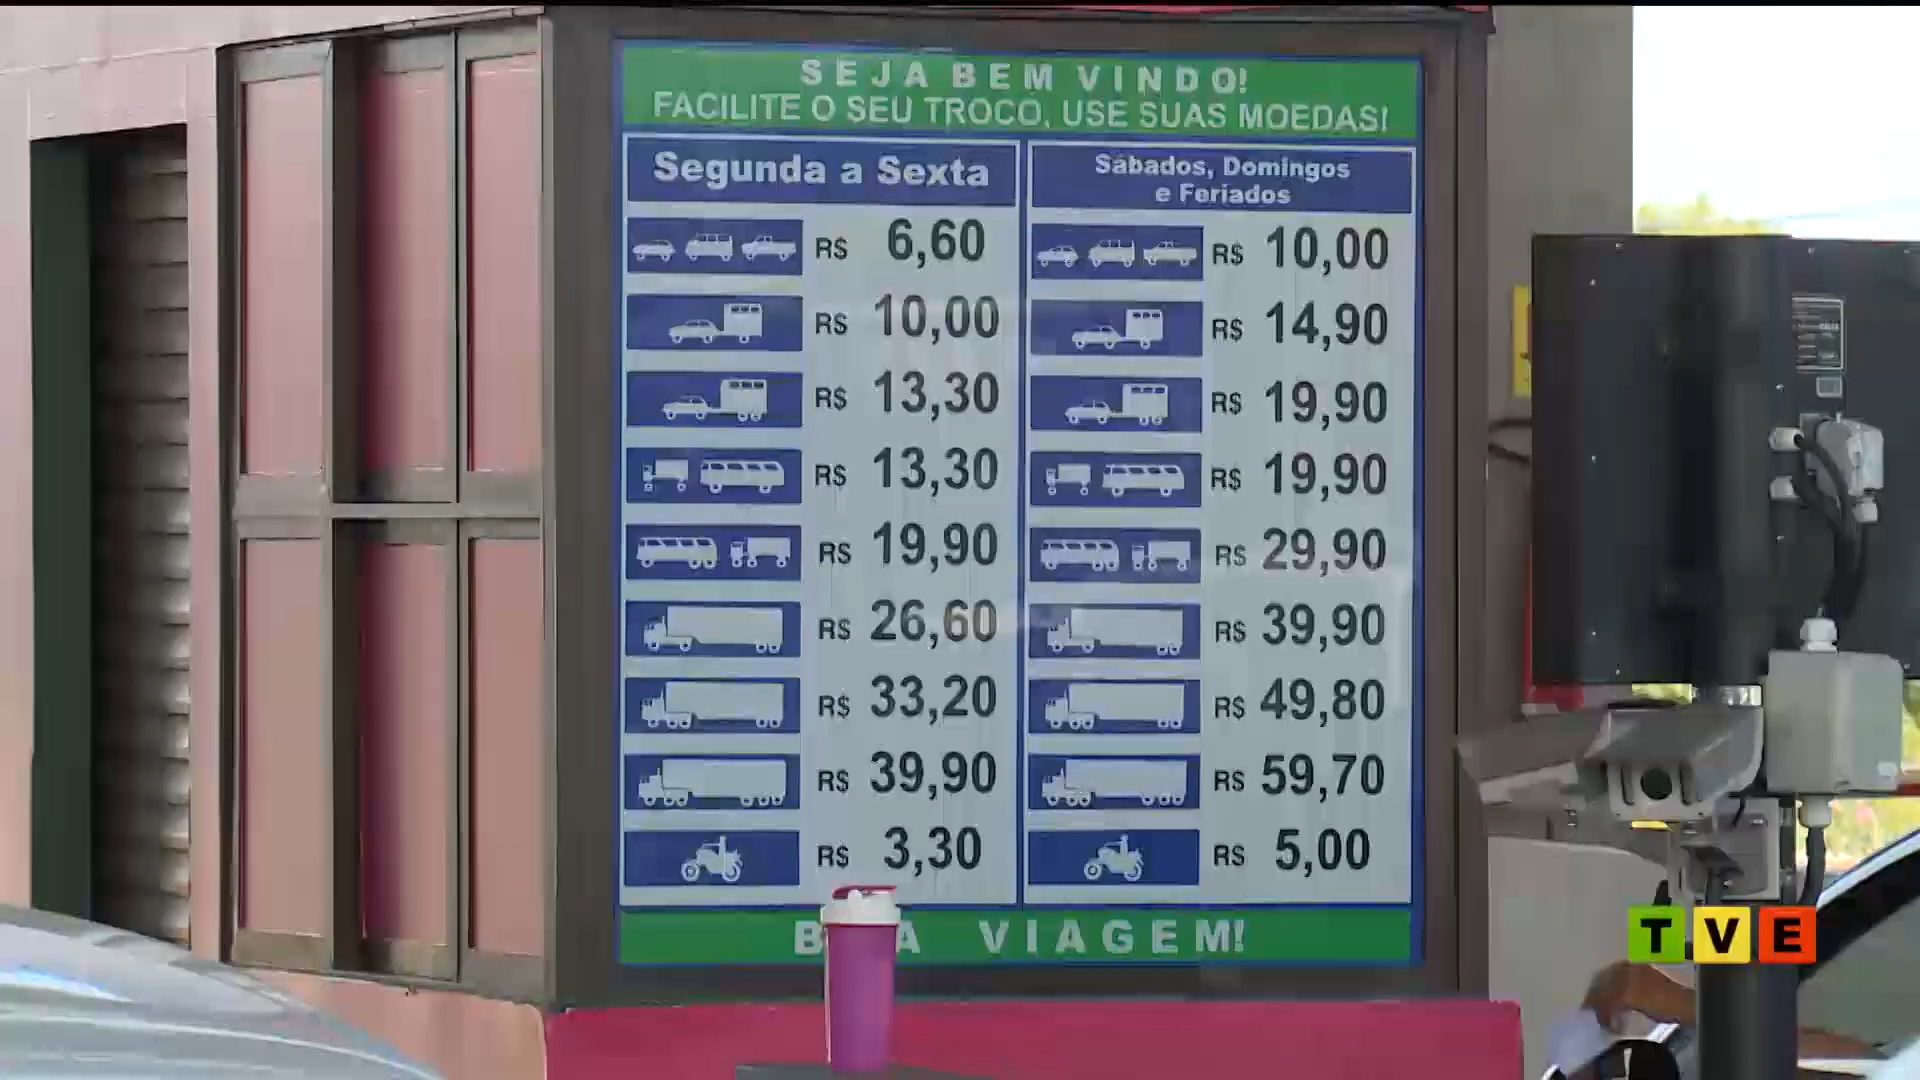 SEJA BEM VINDO!
FACILITE O SEU TROCO, USE SUAS MOEDAS!
Segunda a Sexta
R$ 6,60
R$ 10,00
R$ 13,30
R$ 13,30
R$ 19,90
R$ 26,60
R$ 33,20
R$ 39,90
R$ 3,30
Sábados, Domingos
e Feriados
R$ 10,00
R$ 14,90
R$ 19,90
R$ 19,90
R$ 29,90
R$ 39,90
R$ 49,80
R$ 59,70
R$ 5,00
VIAGEM!
TVE